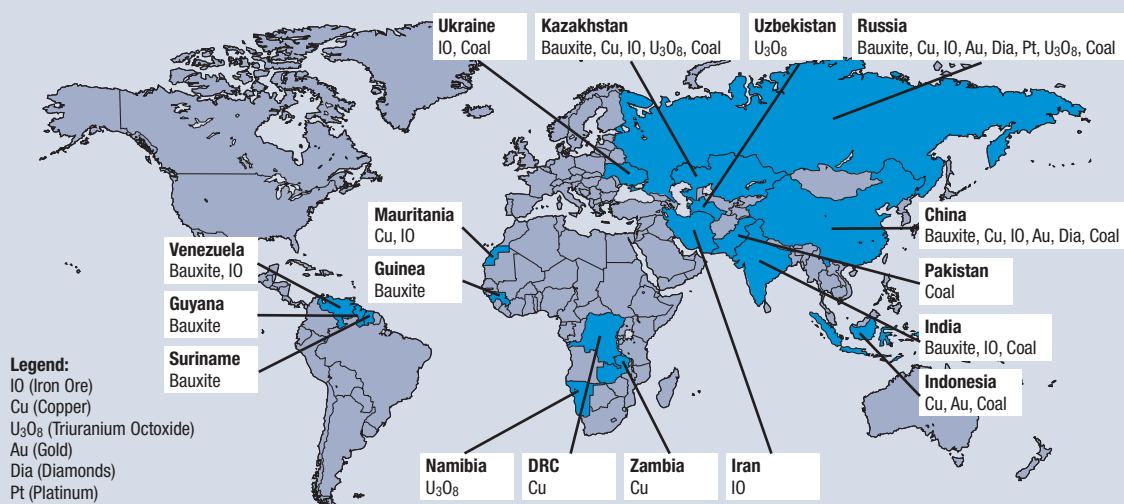 Ukraine
IO, Coal
Kazakhstan
Bauxite, Cu, IO, U₃O₈, Coal
Uzbekistan
U₃O₈
Russia
Bauxite, Cu, IO, Au, Dia, Pt, U₃O₈, Coal
Mauritania
Cu, IO
Venezuela
Bauxite, IO
Guinea
Bauxite
Guyana
Bauxite
Suriname
Bauxite
China
Bauxite, Cu, IO, Au, Dia, Coal
Pakistan
Coal
India
Bauxite, IO, Coal
Indonesia
Cu, Au, Coal
Legend:
IO (Iron Ore)
Cu (Copper)
U₃O₈ (Triuranium Octoxide)
Au (Gold)
Dia (Diamonds)
Pt (Platinum)
Namibia
U₃O₈
DRC
Cu
Zambia
Cu
Iran
IO